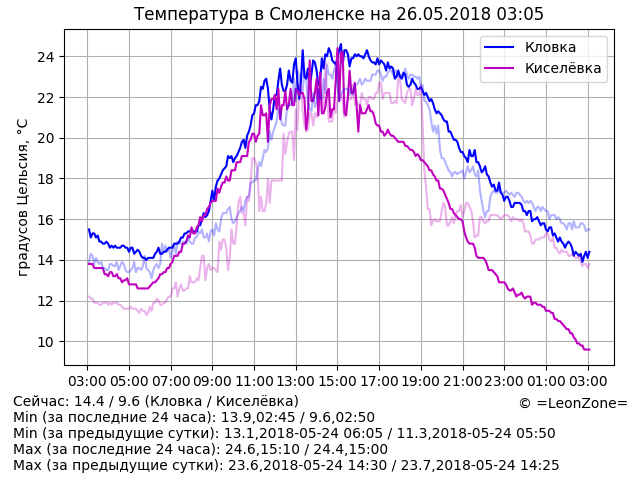 Температура в Смоленске на 26.05.2018 03:05
Кловка
Киселёвка
градусов Цельсия, °C
24
22
20
18
16
14
12
10
03:00 05:00 07:00 09:00 11:00 13:00 15:00 17:00 19:00 21:00 23:00 01:00 03:00
Сейчас: 14.4 / 9.6 (Кловка / Киселёвка)
© =LeonZone=
Min (за последние 24 часа): 13.9,02:45 / 9.6,02:50
Min (за предыдущие сутки): 13.1,2018-05-24 06:05 / 11.3,2018-05-24 05:50
Max (за последние 24 часа): 24.6,15:10 / 24.4,15:00
Max (за предыдущие сутки): 23.6,2018-05-24 14:30 / 23.7,2018-05-24 14:25